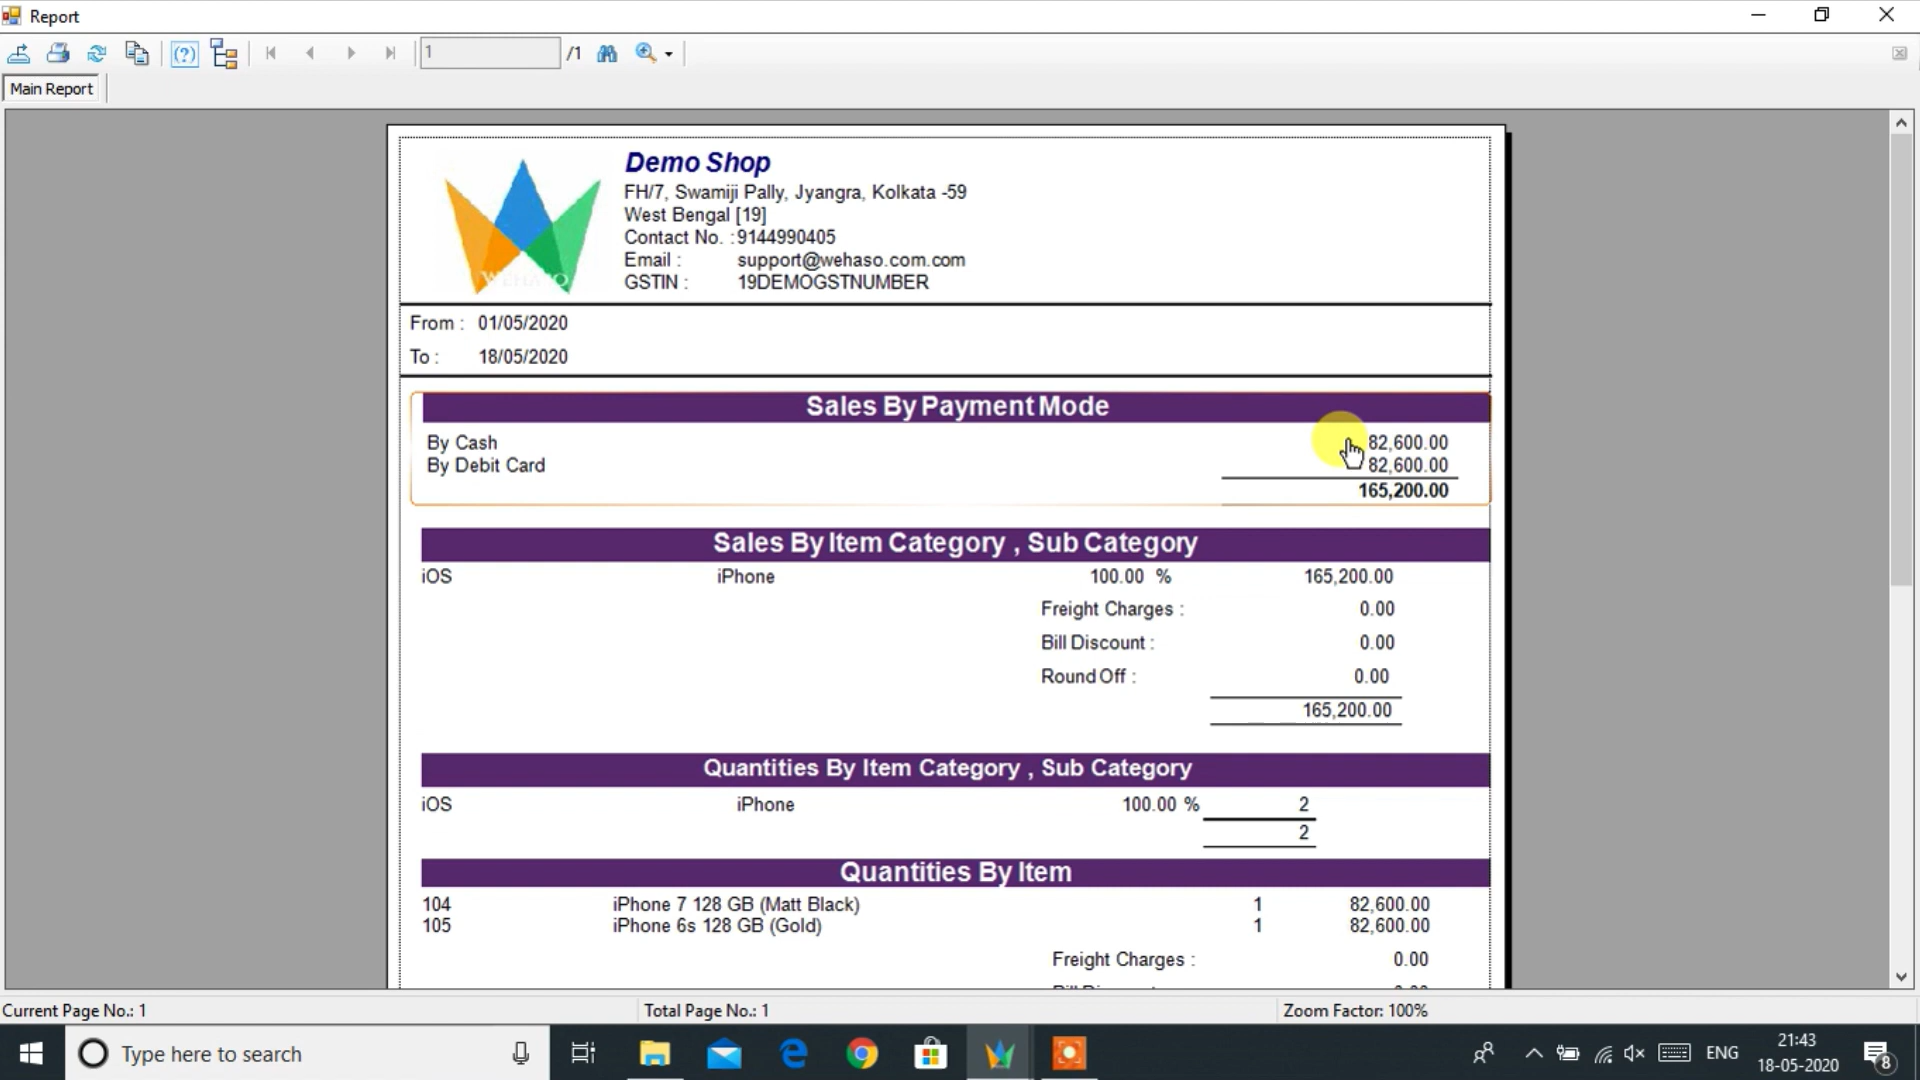 Report
1 /1
Main Report
Demo Shop
FH/7, Swamiji Pally, Jyangra, Kolkata -59
West Bengal [19]
Contact No. : 9144990405
Email : support@wehaso.com.com
GSTIN : 19DEMOGSTNUMBER
WEHASO
From : 01/05/2020
To : 18/05/2020
Sales By Payment Mode
By Cash 82,600.00
By Debit Card 82,600.00
165,200.00
Sales By Item Category , Sub Category
iOS iPhone 100.00 % 165,200.00
Freight Charges : 0.00
Bill Discount : 0.00
Round Off : 0.00
165,200.00
Quantities By Item Category , Sub Category
iOS iPhone 100.00 % 2
2
Quantities By Item
104 iPhone 7 128 GB (Matt Black) 1 82,600.00
105 iPhone 6s 128 GB (Gold) 1 82,600.00
Freight Charges : 0.00
Current Page No.: 1 Total Page No.: 1 Zoom Factor: 100%
Type here to search ENG 21:43
18-05-2020 8